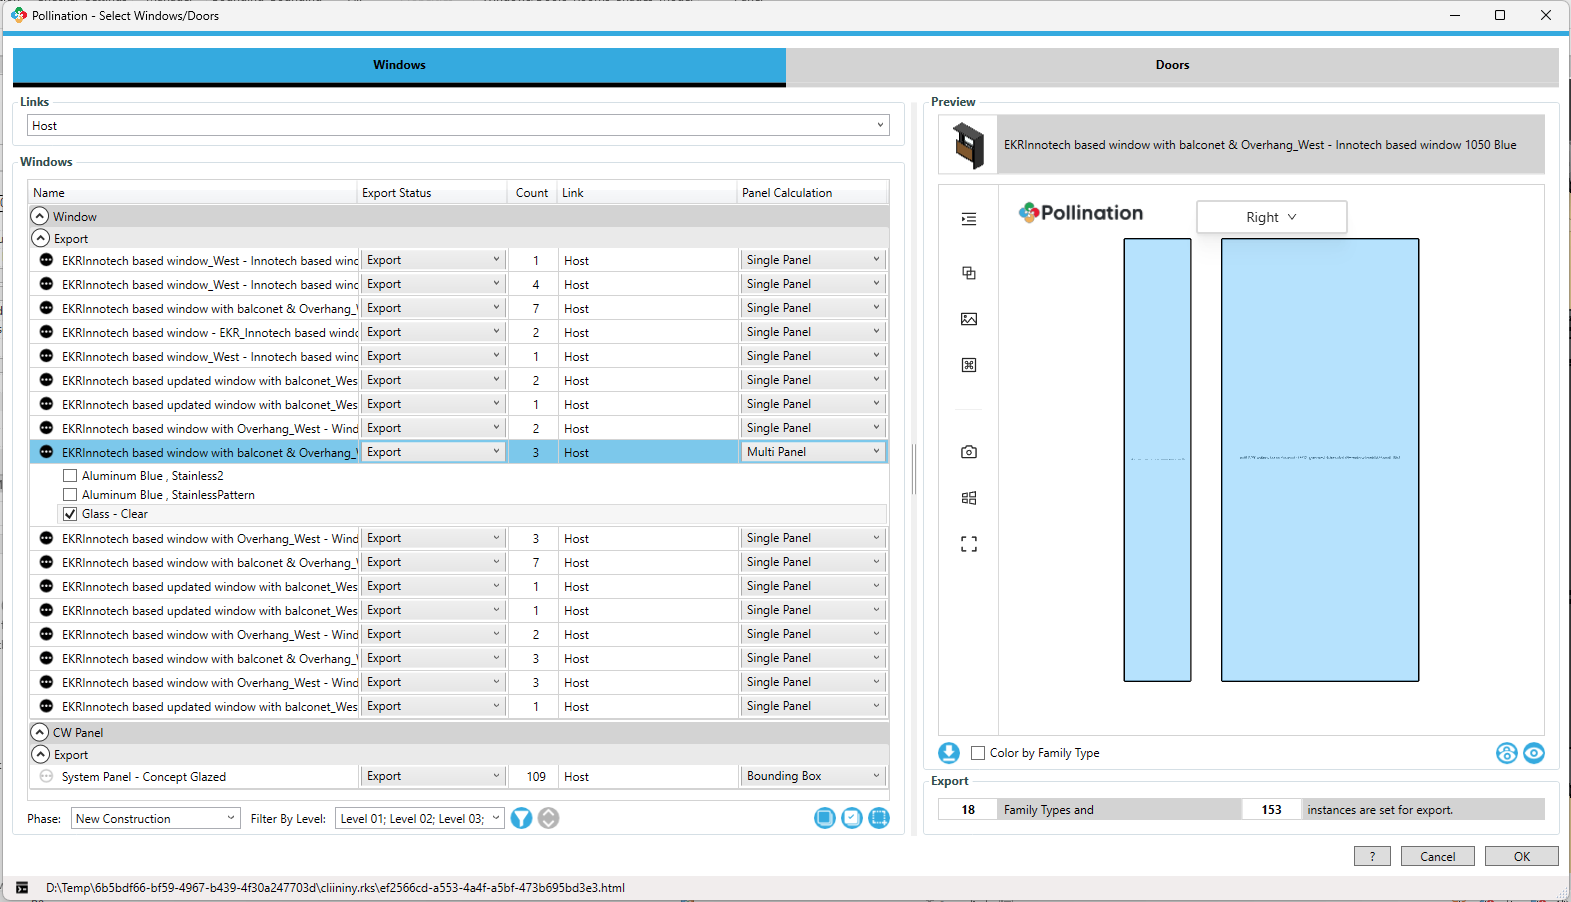 Pollination - Select Windows/Doors
Windows
Doors
Links
Host
Windows
Name Export Status Count Link Panel Calculation
Window
Export
EKRInnotech based window_West - Innotech based wind Export 1 Host Single Panel
EKRInnotech based window_West - Innotech based wind Export 4 Host Single Panel
EKRInnotech based window with balconet & Overhang_W Export 7 Host Single Panel
EKRInnotech based window - EKR_Innotech based windo Export 2 Host Single Panel
EKRInnotech based window_West - Innotech based wind Export 1 Host Single Panel
EKRInnotech based updated window with balconet_Wes Export 2 Host Single Panel
EKRInnotech based updated window with balconet_Wes Export 1 Host Single Panel
EKRInnotech based window with Overhang_West - Wind Export 2 Host Single Panel
EKRInnotech based window with balconet & Overhang_W Export 3 Host Multi Panel
Aluminum Blue , Stainless2
Aluminum Blue , StainlessPattern
Glass - Clear
EKRInnotech based window with Overhang_West - Wind Export 3 Host Single Panel
EKRInnotech based window with balconet & Overhang_W Export 7 Host Single Panel
EKRInnotech based updated window with balconet_Wes Export 1 Host Single Panel
EKRInnotech based updated window with balconet_Wes Export 1 Host Single Panel
EKRInnotech based window with Overhang_West - Wind Export 2 Host Single Panel
EKRInnotech based window with balconet & Overhang_W Export 3 Host Single Panel
EKRInnotech based window with Overhang_West - Wind Export 3 Host Single Panel
EKRInnotech based updated window with balconet_Wes Export 1 Host Single Panel
CW Panel
Export
System Panel - Concept Glazed Export 109 Host Bounding Box
Phase: New Construction Filter By Level: Level 01; Level 02; Level 03;
Preview
EKRInnotech based window with balconet & Overhang_West - Innotech based window 1050 Blue
Pollination
Right
Color by Family Type
Export
18 Family Types and 153 instances are set for export.
? Cancel OK
D:\Temp\6b5bdf66-bf59-4967-b439-4f30a247703d\cliininy.rks\ef2566cd-a553-4a4f-a5bf-473b695bd3e3.html